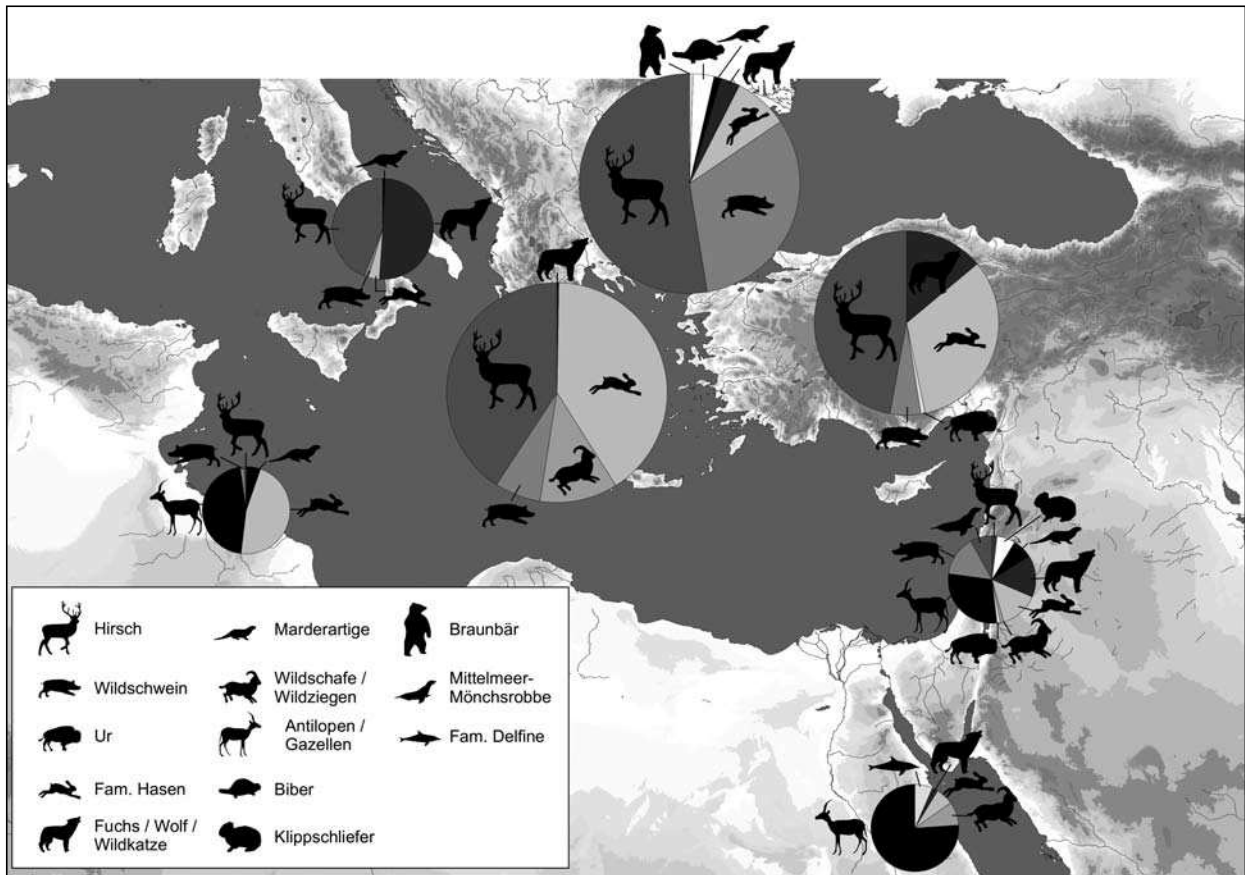 Hirsch
Wildschwein
Ur
Fam. Hasen
Fuchs / Wolf /
Wildkatze
Marderartige
Wildschafe /
Wildziegen
Antilopen /
Gazellen
Biber
Klippschliefer
Braunbär
Mittelmeer-
Mönchsrobbe
Fam. Delfine